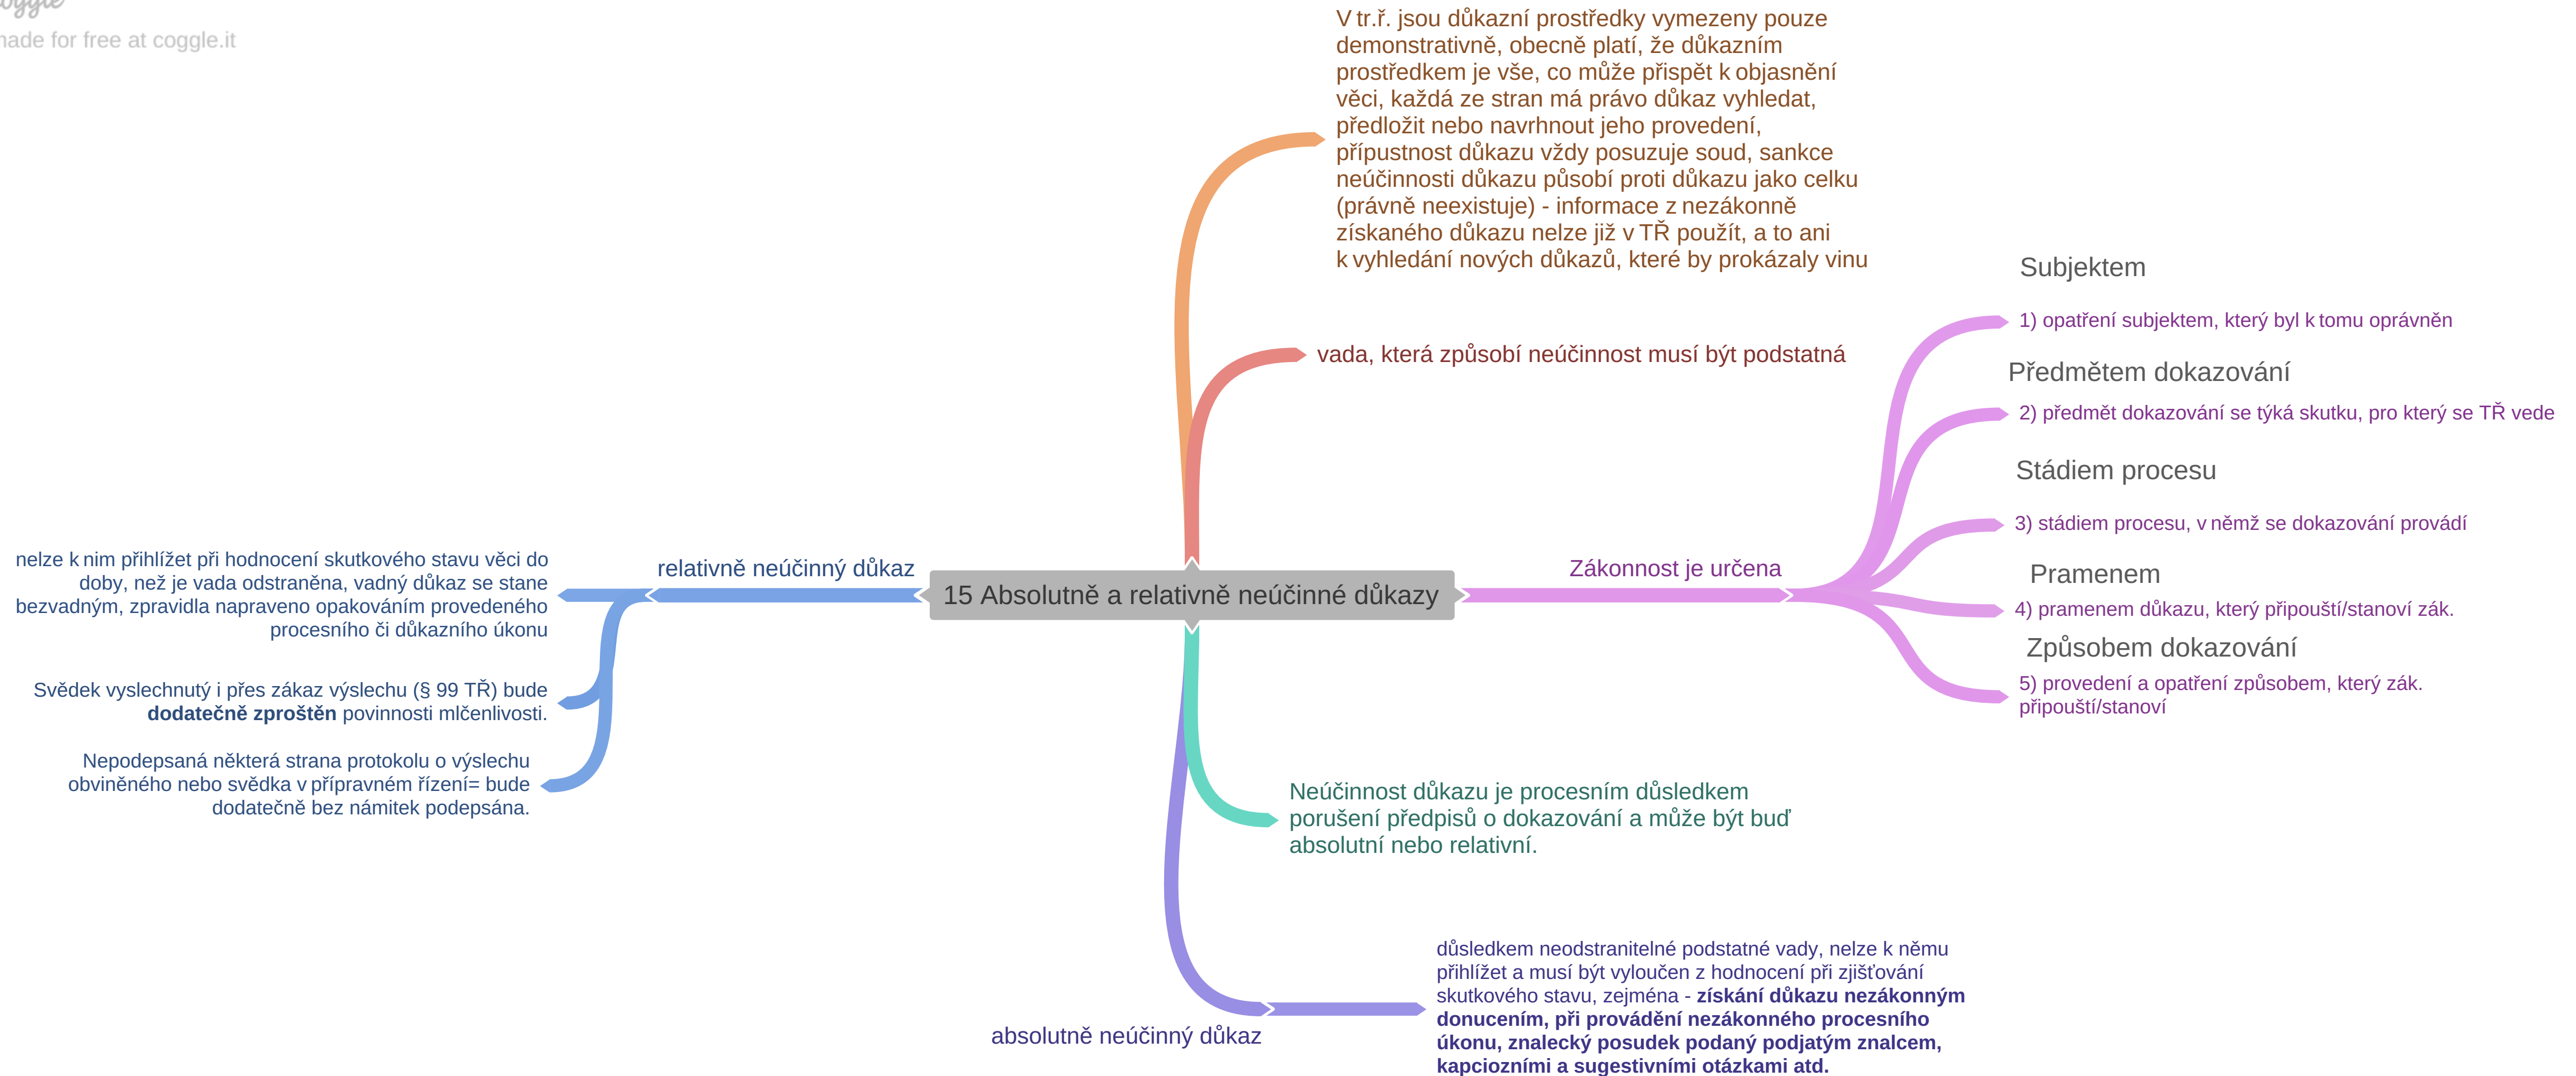 made for free at coggle.it
V tr.ř. jsou důkazní prostředky vymezeny pouze
demonstrativně, obecně platí, že důkazním
prostředkem je vše, co může přispět k objasnění
věci, každá ze stran má právo důkaz vyhledat,
předložit nebo navrhnout jeho provedení,
přípustnost důkazu vždy posuzuje soud, sankce
neúčinnosti důkazu působí proti důkazu jako celku
(právně neexistuje) - informace z nezákonně
získaného důkazu nelze již v TŘ použít, a to ani
k vyhledání nových důkazů, které by prokázaly vinu
vada, která způsobí neúčinnost musí být podstatná
Subjektem
1) opatření subjektem, který byl k tomu oprávněn
Předmětem dokazování
2) předmět dokazování se týká skutku, pro který se TŘ vede
Stádiem procesu
3) stádiem procesu, v němž se dokazování provádí
Pramenem
4) pramenem důkazu, který připouští/stanoví zák.
Způsobem dokazování
5) provedení a opatření způsobem, který zák.
připouští/stanoví
Zákonnost je určena
15 Absolutně a relativně neúčinné důkazy
relativně neúčinný důkaz
nelze k nim přihlížet při hodnocení skutkového stavu věci do
doby, než je vada odstraněna, vadný důkaz se stane
bezvadným, zpravidla napraveno opakováním provedeného
procesního či důkazního úkonu
Svědek vyslechnutý i přes zákaz výslechu (§ 99 TŘ) bude
dodatečně zproštěn povinnosti mlčenlivosti.
Nepodepsaná některá strana protokolu o výslechu
obviněného nebo svědka v přípravném řízení= bude
dodatečně bez námitek podepsána.
Neúčinnost důkazu je procesním důsledkem
porušení předpisů o dokazování a může být buď
absolutní nebo relativní.
absolutně neúčinný důkaz
důsledkem neodstranitelné podstatné vady, nelze k němu
přihlížet a musí být vyloučen z hodnocení při zjišťování
skutkového stavu, zejména - získání důkazu nezákonným
donucením, při provádění nezákonného procesního
úkonu, znalecký posudek podaný podjatým znalcem,
kapciozními a sugestivními otázkami atd.